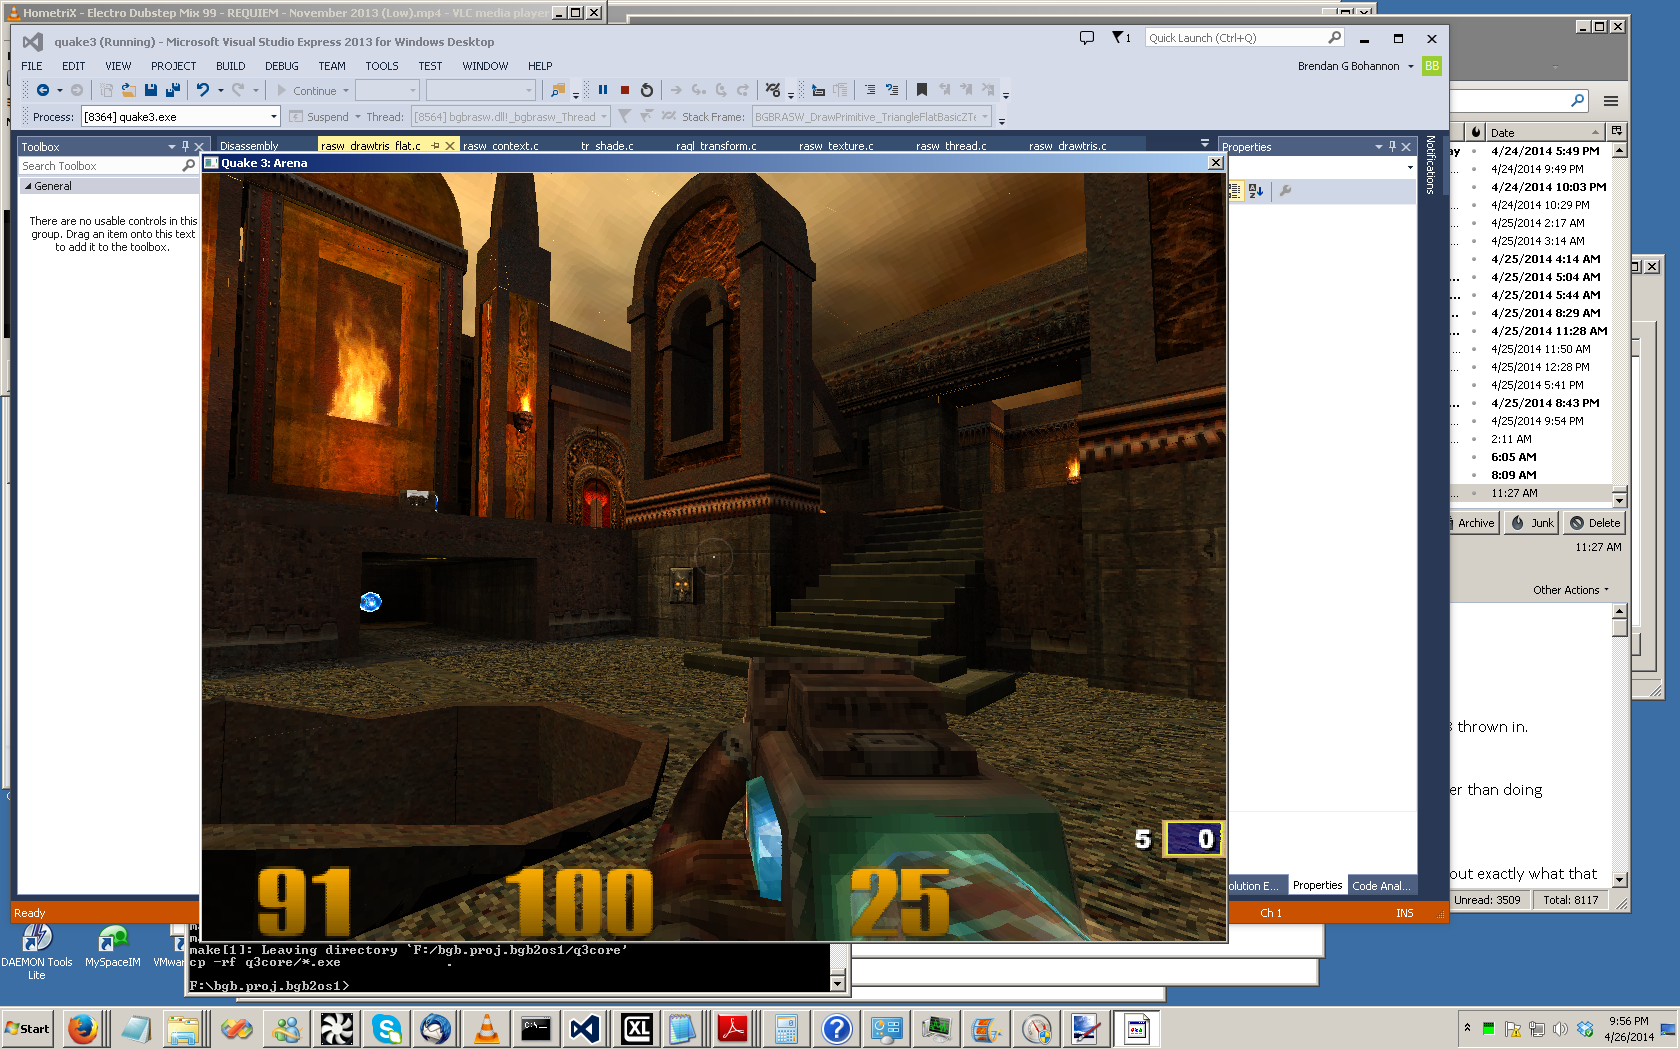 HometriX - Electro Dubstep Mix 99 - REQUIEM - November 2013 (Low).mp4 - VLC media player
quake3 (Running) - Microsoft Visual Studio Express 2013 for Windows Desktop
1
Quick Launch (Ctrl+Q)
FILE EDIT VIEW PROJECT BUILD DEBUG TEAM TOOLS TEST WINDOW HELP
Brendan G Bohannon
BB
Continue
Process: [8364] quake3.exe
Suspend
Thread: [8564] bgbrasw.dll!_bgbrasw_Thread
Stack Frame: BGBRASW_DrawPrimitive_TriangleFlatBasicZTe
Toolbox
Disassembly rasw_drawtris_flat.c rasw_context.c tr_shade.c ragl_transform.c rasw_texture.c rasw_thread.c rasw_drawtris.c
Properties
Notifications
Search Toolbox
General
There are no usable controls in this
group. Drag an item onto this text
to add it to the toolbox.
Quake 3: Arena
5 0
91 100 25
Date
4/24/2014 5:49 PM
4/24/2014 9:49 PM
4/24/2014 10:03 PM
4/24/2014 10:29 PM
4/25/2014 2:17 AM
4/25/2014 3:14 AM
4/25/2014 4:14 AM
4/25/2014 5:04 AM
4/25/2014 5:44 AM
4/25/2014 8:29 AM
4/25/2014 11:28 AM
4/25/2014 11:50 AM
4/25/2014 12:28 PM
4/25/2014 5:41 PM
4/25/2014 8:43 PM
4/25/2014 9:54 PM
2:11 AM
6:05 AM
8:09 AM
11:27 AM
Archive Junk Delete
11:27 AM
Other Actions
thrown in.
er than doing
out exactly what that
olution E... Properties Code Anal...
Unread: 3509 Total: 8117
Ready
Ch 1
INS
make[1]: Leaving directory `F:/bgb.proj.bgb2os1/q3core'
cp -rf q3core/*.exe .
F:\bgb.proj.bgb2os1>
DAEMON Tools
Lite
MySpaceIM
VMwa
Start
9:56 PM
4/26/2014